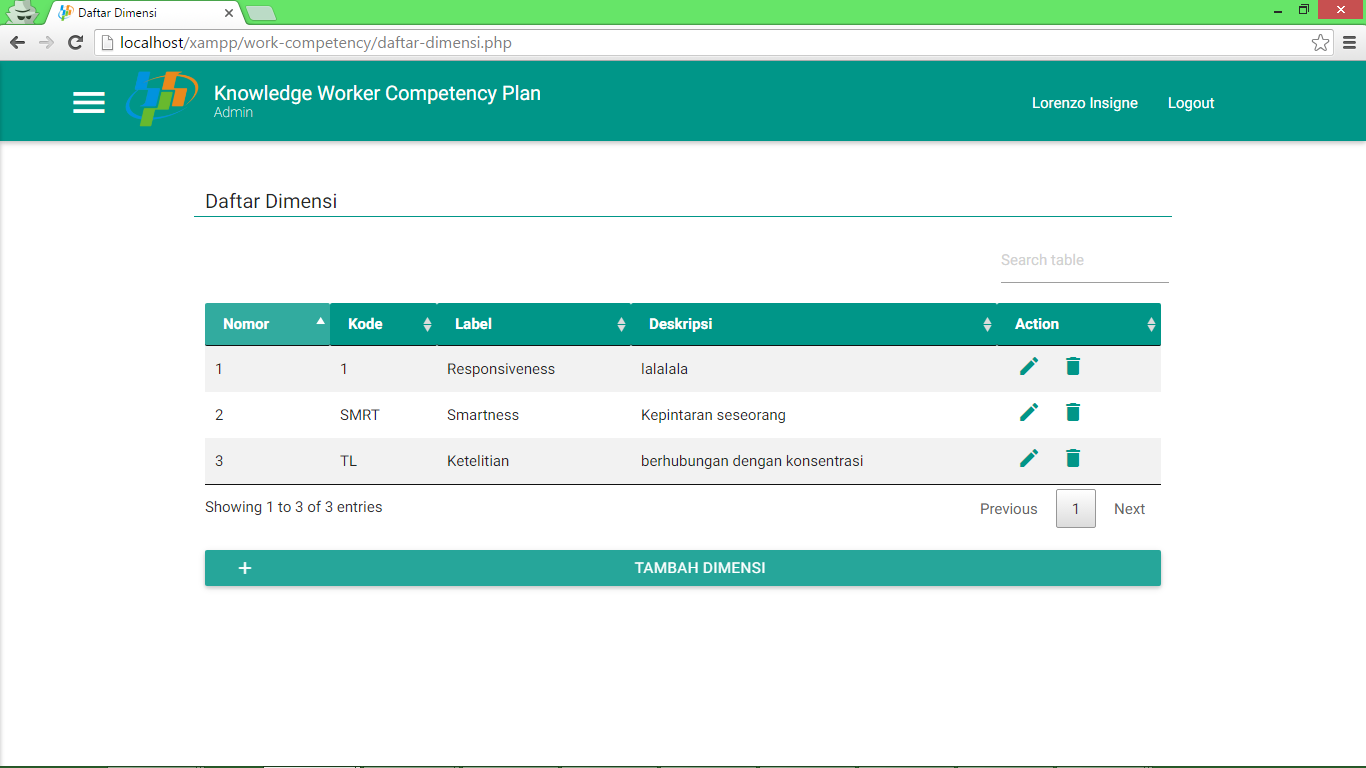 Daftar Dimensi
localhost/xampp/work-competency/daftar-dimensi.php
Knowledge Worker Competency Plan
Admin
Lorenzo Insigne Logout
Daftar Dimensi
Search table
Nomor Kode Label Deskripsi Action
1 1 Responsiveness lalalala
2 SMRT Smartness Kepintaran seseorang
3 TL Ketelitian berhubungan dengan konsentrasi
Showing 1 to 3 of 3 entries Previous 1 Next
+ TAMBAH DIMENSI